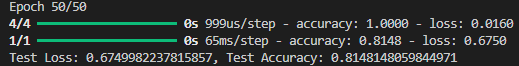 Epoch 50/50
4/4 ━━━━━━━━━━━━━━━━━━━━ 0s 999us/step - accuracy: 1.0000 - loss: 0.0160
1/1 ━━━━━━━━━━━━━━━━━━━━ 0s 65ms/step - accuracy: 0.8148 - loss: 0.6750
Test Loss: 0.6749982237815857, Test Accuracy: 0.8148148059844971